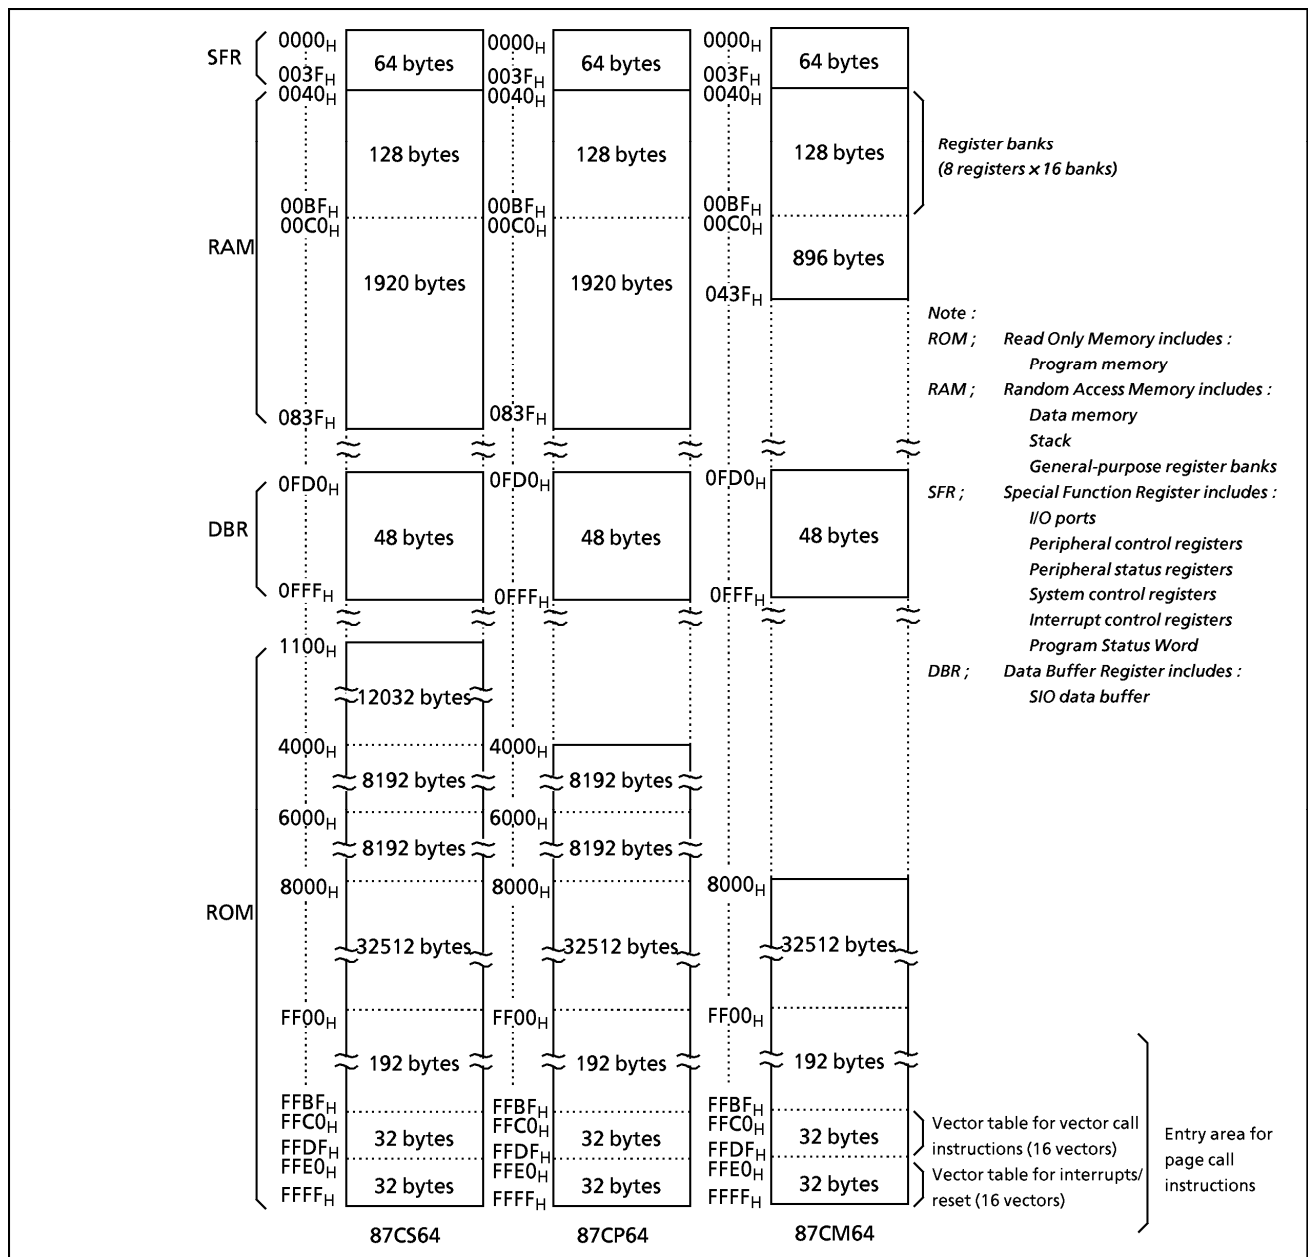 SFR
0000H
003FH
64 bytes
0000H
003FH
64 bytes
0000H
003FH
64 bytes
RAM
0040H
00BFH
128 bytes
0040H
00BFH
128 bytes
0040H
00BFH
128 bytes
Register banks
(8 registers × 16 banks)
00C0H
083FH
1920 bytes
00C0H
083FH
1920 bytes
00C0H
043FH
896 bytes
Note :
ROM ; Read Only Memory includes :
Program memory
RAM ; Random Access Memory includes :
Data memory
Stack
General-purpose register banks
SFR ; Special Function Register includes :
I/O ports
Peripheral control registers
Peripheral status registers
System control registers
Interrupt control registers
Program Status Word
DBR ; Data Buffer Register includes :
SIO data buffer
DBR
0FD0H
0FFFH
48 bytes
0FD0H
0FFFH
48 bytes
0FD0H
0FFFH
48 bytes
ROM
1100H
12032 bytes
4000H
8192 bytes
4000H
8192 bytes
6000H
8192 bytes
6000H
8192 bytes
8000H
32512 bytes
8000H
32512 bytes
8000H
32512 bytes
FF00H
FFBFH
192 bytes
FF00H
FFBFH
192 bytes
FF00H
FFBFH
192 bytes
FFC0H
FFDFH
32 bytes
FFC0H
FFDFH
32 bytes
FFC0H
FFDFH
32 bytes
Vector table for vector call
instructions (16 vectors)
FFE0H
FFFFH
32 bytes
FFE0H
FFFFH
32 bytes
FFE0H
FFFFH
32 bytes
Vector table for interrupts/
reset (16 vectors)
Entry area for
page call
instructions
87CS64
87CP64
87CM64